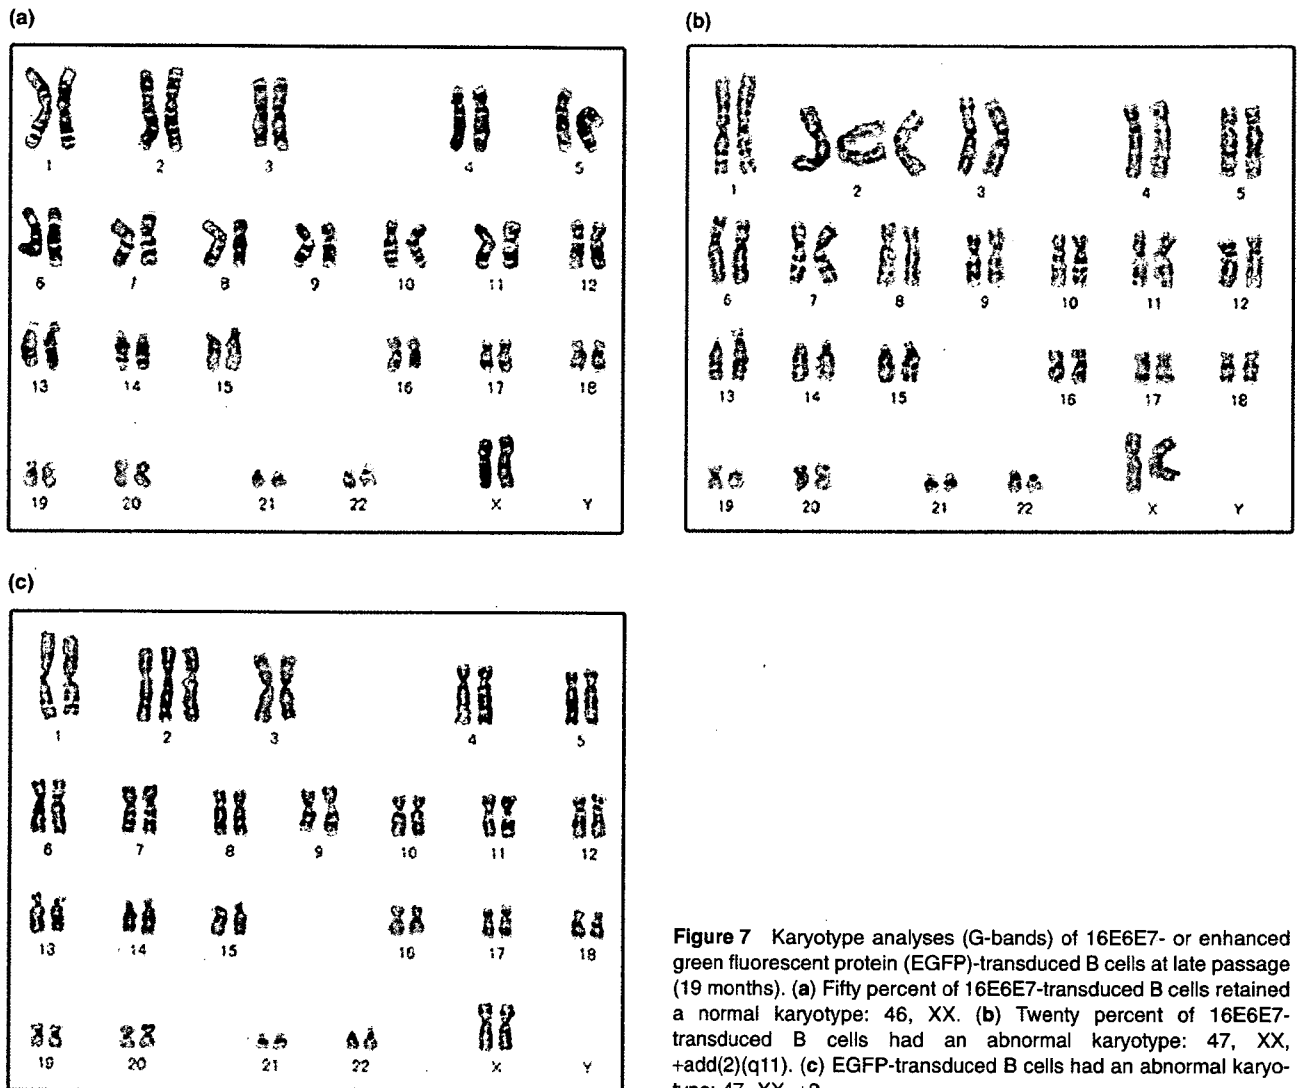 (a)
1 2 3 4 5
6 7 8 9 10 11 12
13 14 15 16 17 18
19 20 21 22 X Y
(b)
1 2 3 4 5
6 7 8 9 10 11 12
13 14 15 16 17 18
19 20 21 22 X Y
(c)
1 2 3 4 5
6 7 8 9 10 11 12
13 14 15 16 17 18
19 20 21 22 X Y
Figure 7 Karyotype analyses (G-bands) of 16E6E7- or enhanced
green fluorescent protein (EGFP)-transduced B cells at late passage
(19 months). (a) Fifty percent of 16E6E7-transduced B cells retained
a normal karyotype: 46, XX. (b) Twenty percent of 16E6E7-
transduced B cells had an abnormal karyotype: 47, XX,
+add(2)(q11). (c) EGFP-transduced B cells had an abnormal karyo-
type: 47, XX, +2.